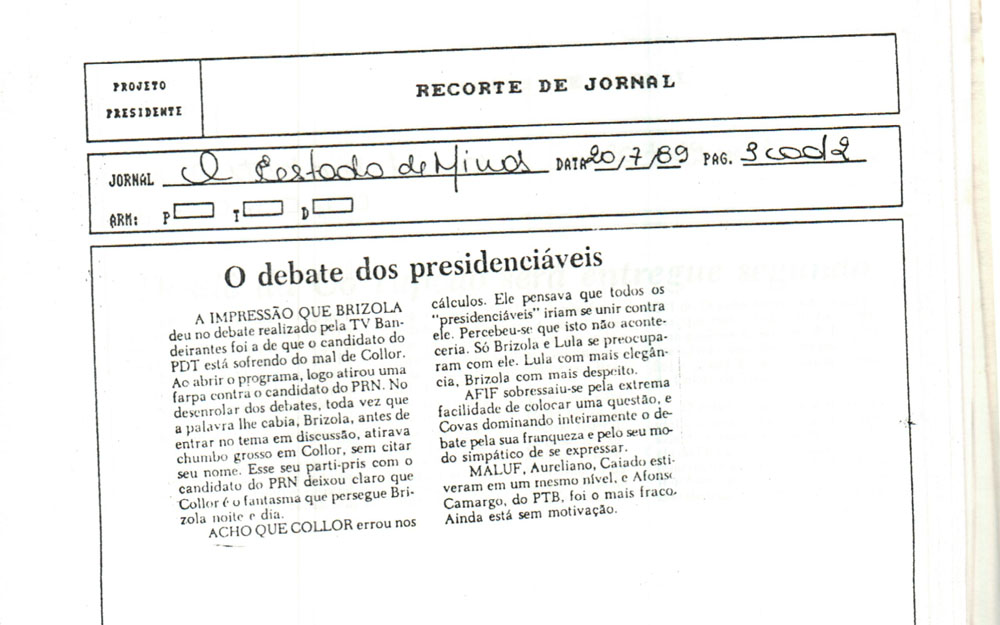 PROJETO
PRESIDENTE
RECORTE DE JORNAL
JORNAL O Estado de Minas DATA 20/7/89 PAG. 3 cad 2
ARM: P T D
O debate dos presidenciáveis
A IMPRESSÃO QUE BRIZOLA
deu no debate realizado pela TV Ban-
deirantes foi a de que o candidato do
PDT está sofrendo do mal de Collor.
Ao abrir o programa, logo atirou uma
farpa contra o candidato do PRN. No
desenrolar dos debates, toda vez que
a palavra lhe cabia, Brizola, antes de
entrar no tema em discussão, atirava
chumbo grosso em Collor, sem citar
seu nome. Esse seu parti-pris com o
candidato do PRN deixou claro que
Collor é o fantasma que persegue Bri-
zola noite e dia.
ACHO QUE COLLOR errou nos
cálculos. Ele pensava que todos os
"presidenciáveis" iriam se unir contra
ele. Percebeu-se que isto não aconte-
ceria. Só Brizola e Lula se preocupa-
ram com ele. Lula com mais elegân-
cia, Brizola com mais despeito.
AFIF sobressaiu-se pela extrema
facilidade de colocar uma questão, e
Covas dominando inteiramente o de-
bate pela sua franqueza e pelo seu mo-
do simpático de se expressar.
MALUF, Aureliano, Caiado esti-
veram em um mesmo nível, e Afonso
Camargo, do PTB, foi o mais fraco.
Ainda está sem motivação.